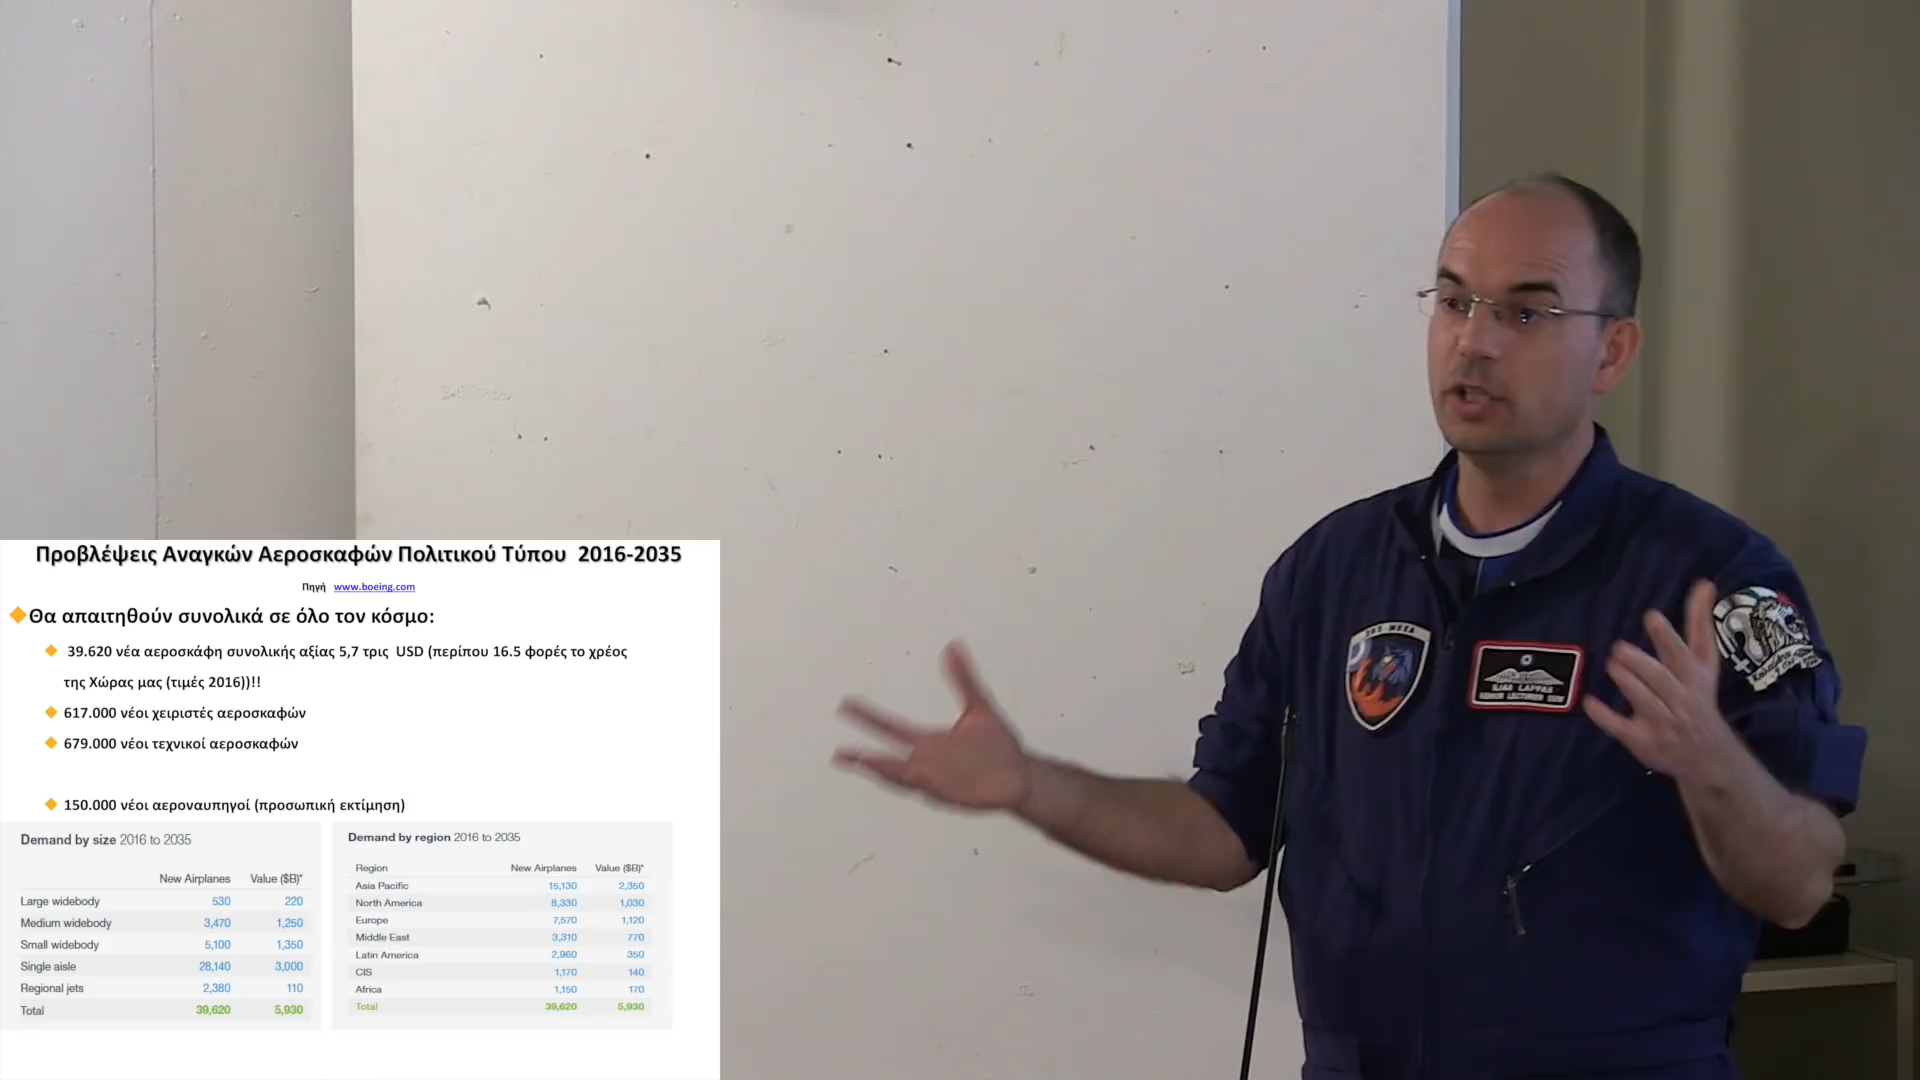 Προβλέψεις Αναγκών Αεροσκαφών Πολιτικού Τύπου 2016-2035
Πηγή www.boeing.com
Θα απαιτηθούν συνολικά σε όλο τον κόσμο:
39.620 νέα αεροσκάφη συνολικής αξίας 5,7 τρις USD (περίπου 16.5 φορές το χρέος
της Χώρας μας (τιμές 2016))!!
617.000 νέοι χειριστές αεροσκαφών
679.000 νέοι τεχνικοί αεροσκαφών
150.000 νέοι αεροναυπηγοί (προσωπική εκτίμηση)
Demand by size 2016 to 2035
New Airplanes Value ($B)*
Large widebody 530 220
Medium widebody 3,470 1,250
Small widebody 5,100 1,350
Single aisle 28,140 3,000
Regional jets 2,380 110
Total 39,620 5,930
Demand by region 2016 to 2035
Region New Airplanes Value ($B)*
Asia Pacific 15,130 2,350
North America 8,330 1,030
Europe 7,570 1,120
Middle East 3,310 770
Latin America 2,960 350
CIS 1,170 140
Africa 1,150 170
Total 39,620 5,930
ILIAS LAPPAS